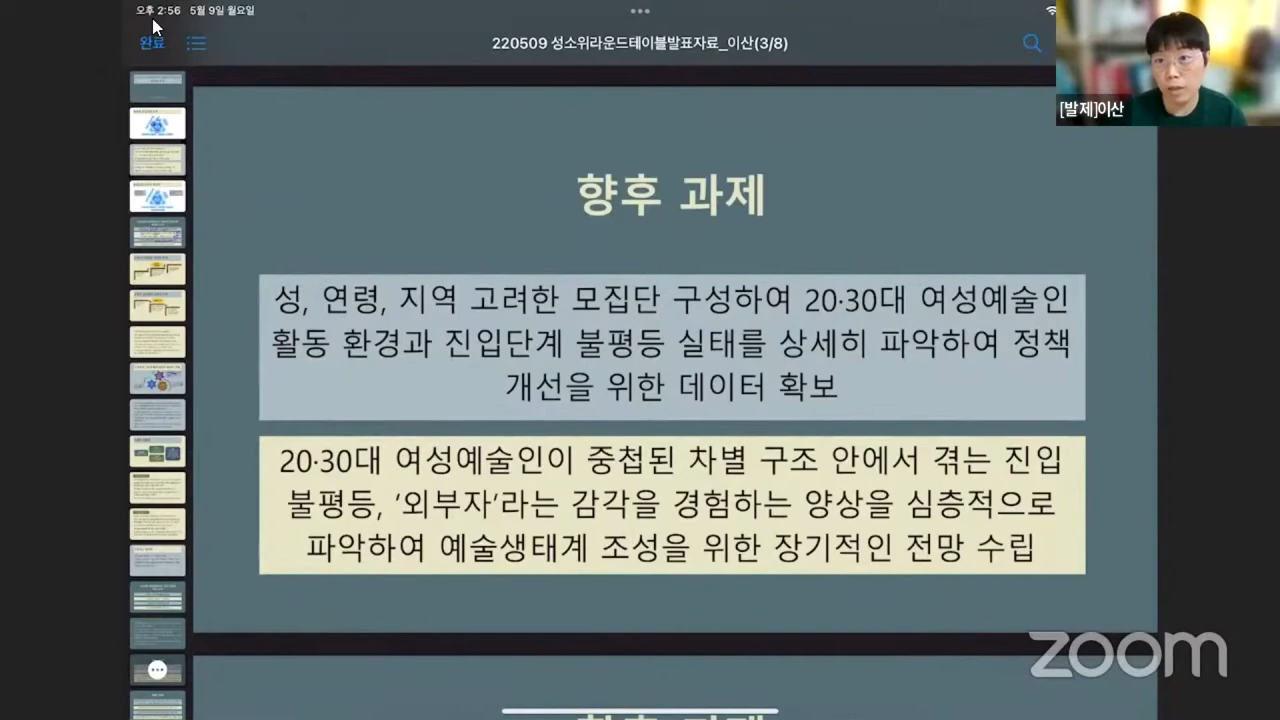 오후 2:56 5월 9일 월요일
완료
220509 성소위라운드테이블발표자료_이산(3/8)
[발제]이산
향후 과제
성, 연령, 지역 고려한 모집단 구성하여 20·30대 여성예술인
활동 환경과 진입단계 불평등 실태를 상세히 파악하여 정책
개선을 위한 데이터 확보
20·30대 여성예술인이 중첩된 차별 구조 안에서 겪는 진입
불평등, ‘외부자’라는 감각을 경험하는 양상을 심층적으로
파악하여 예술생태계 조성을 위한 장기적인 전망 수립
zoom
향후 과제